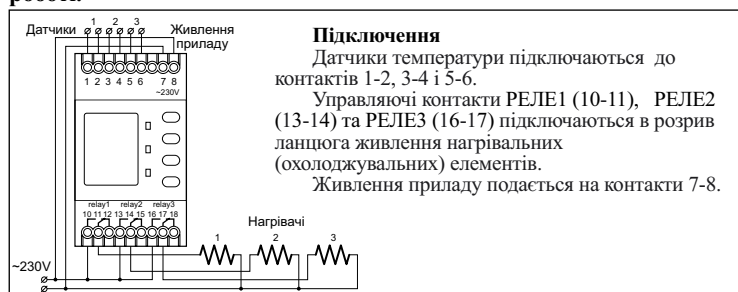 Датчики
1 2 3
Живлення
приладу
1 2 3 4 5 6 7 8
~230V
relay1 relay2 relay3
10 11 12 13 14 15 16 17 18
Нагрівачі
1 2 3
~230V
Підключення
Датчики температури підключаються до
контактів 1-2, 3-4 і 5-6.
Управляючі контакти РЕЛЕ1 (10-11), РЕЛЕ2
(13-14) та РЕЛЕ3 (16-17) підключаються в розрив
ланцюга живлення нагрівальних
(охолоджувальних) елементів.
Живлення приладу подається на контакти 7-8.